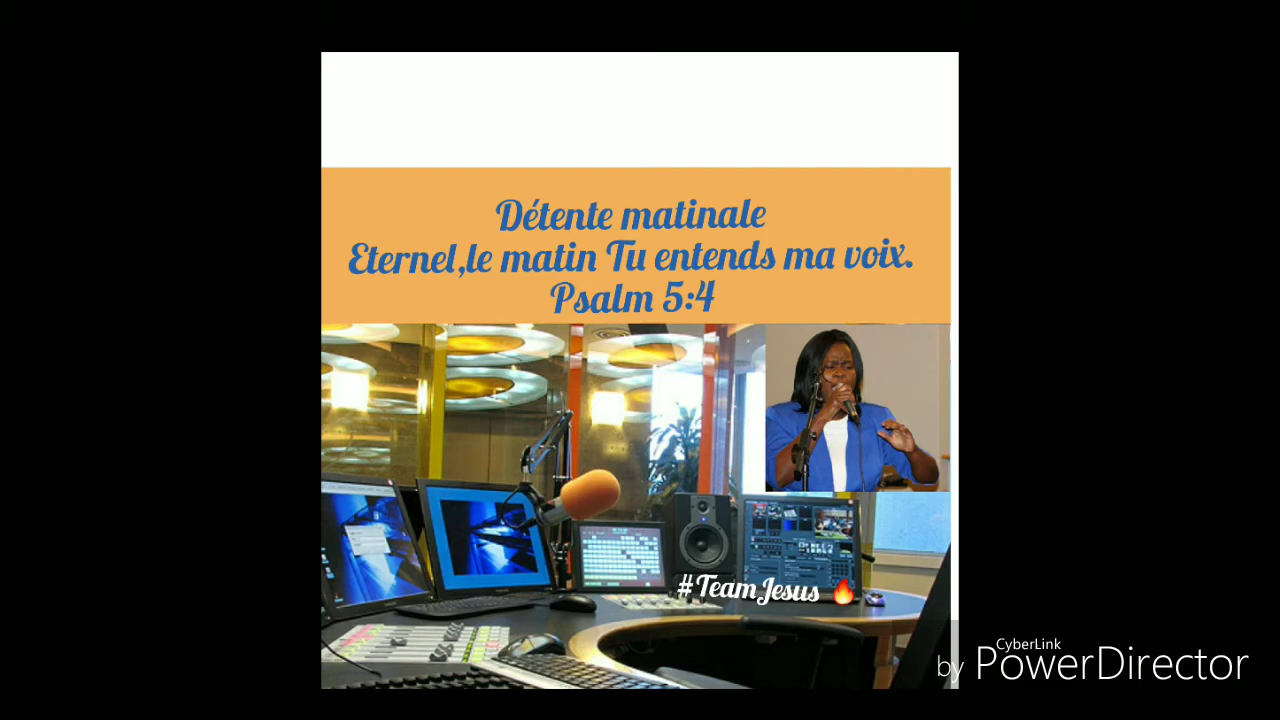 Détente matinale
Eternel,le matin Tu entends ma voix.
Psalm 5:4
#TeamJesus 🔥
CyberLink
by PowerDirector